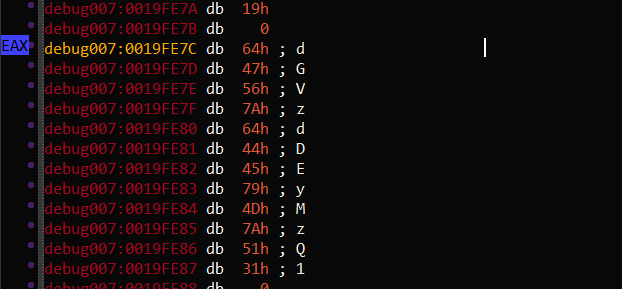 debug007:0019FE7A db 19h
debug007:0019FE7B db 0
EAX debug007:0019FE7C db 64h ; d
debug007:0019FE7D db 47h ; G
debug007:0019FE7E db 56h ; V
debug007:0019FE7F db 7Ah ; z
debug007:0019FE80 db 64h ; d
debug007:0019FE81 db 44h ; D
debug007:0019FE82 db 45h ; E
debug007:0019FE83 db 79h ; y
debug007:0019FE84 db 4Dh ; M
debug007:0019FE85 db 7Ah ; z
debug007:0019FE86 db 51h ; Q
debug007:0019FE87 db 31h ; 1
debug007:0019FE88 db 0